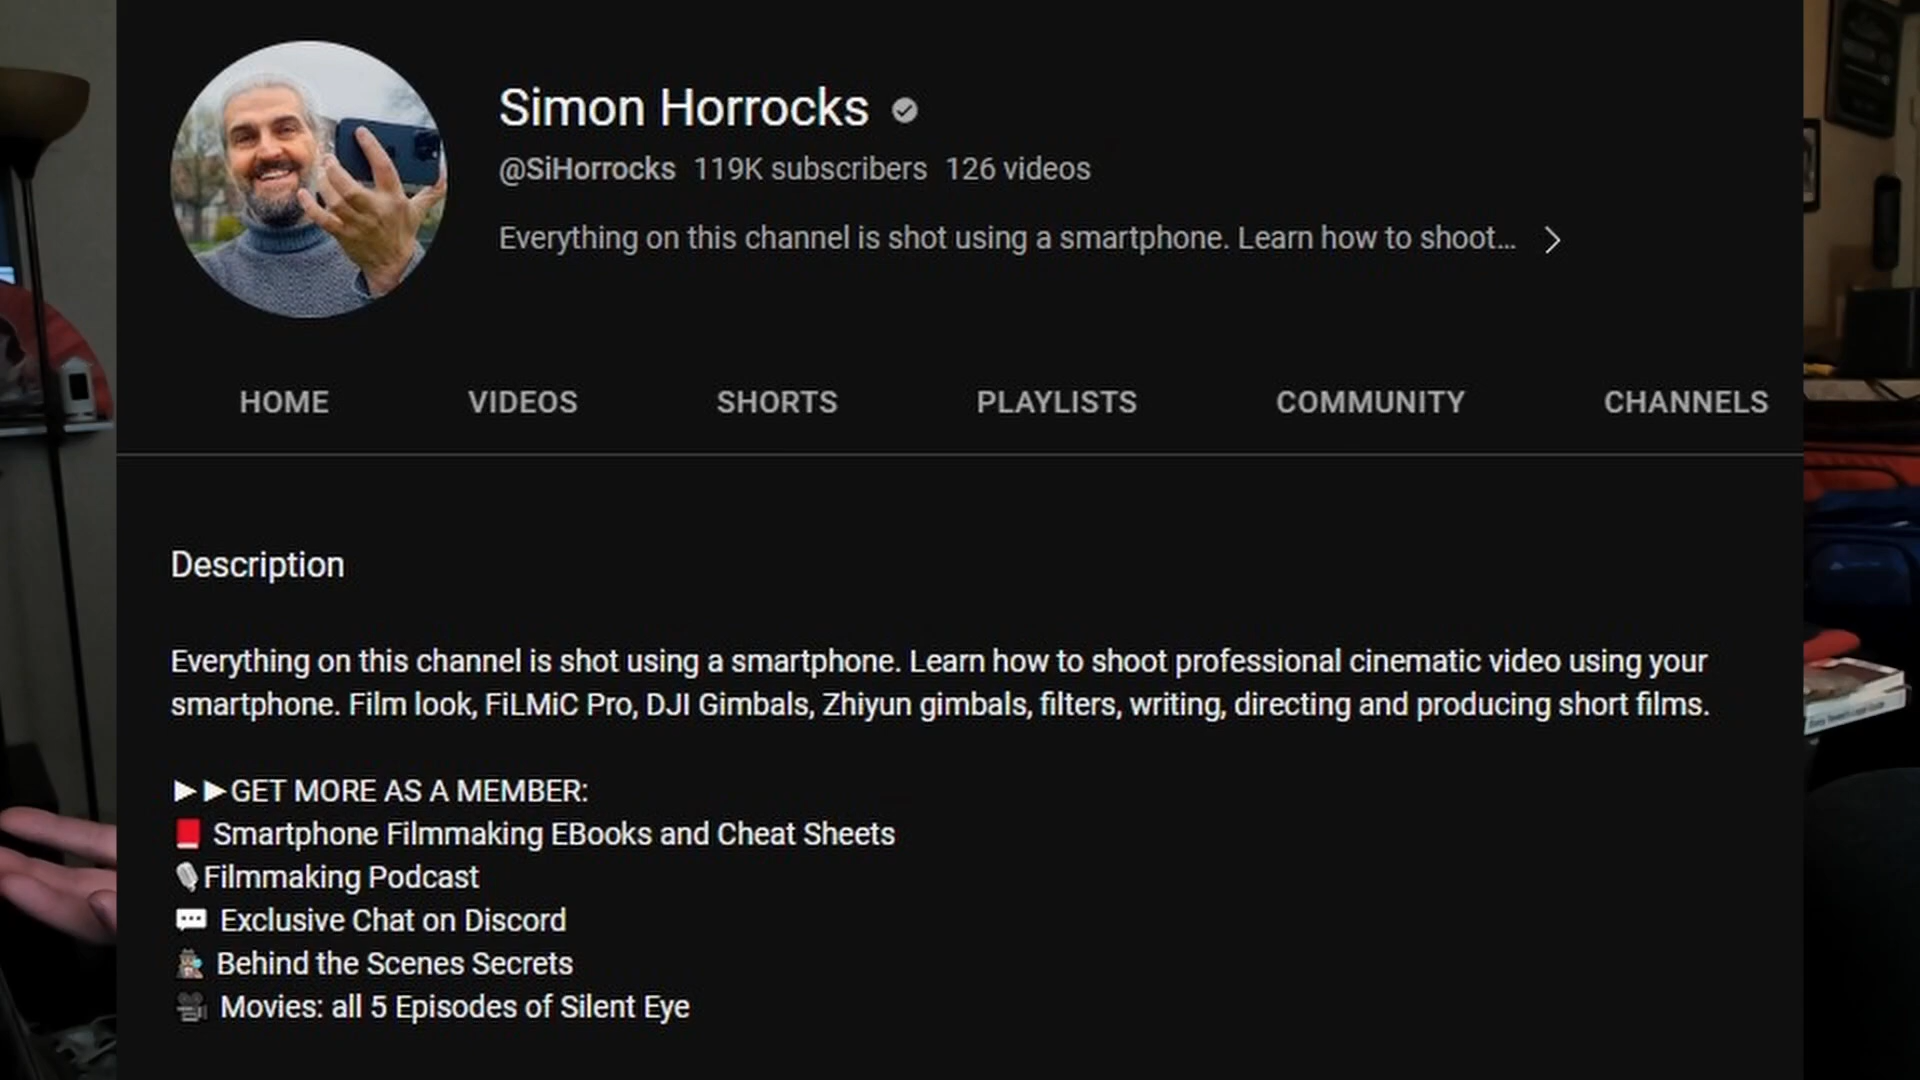 Simon Horrocks
@SiHorrocks 119K subscribers 126 videos
Everything on this channel is shot using a smartphone. Learn how to shoot...
HOME VIDEOS SHORTS PLAYLISTS COMMUNITY CHANNELS
Description
Everything on this channel is shot using a smartphone. Learn how to shoot professional cinematic video using your
smartphone. Film look, FiLMiC Pro, DJI Gimbals, Zhiyun gimbals, filters, writing, directing and producing short films.
▶▶GET MORE AS A MEMBER:
📕 Smartphone Filmmaking EBooks and Cheat Sheets
🎙Filmmaking Podcast
💬 Exclusive Chat on Discord
🕵 Behind the Scenes Secrets
🎥 Movies: all 5 Episodes of Silent Eye